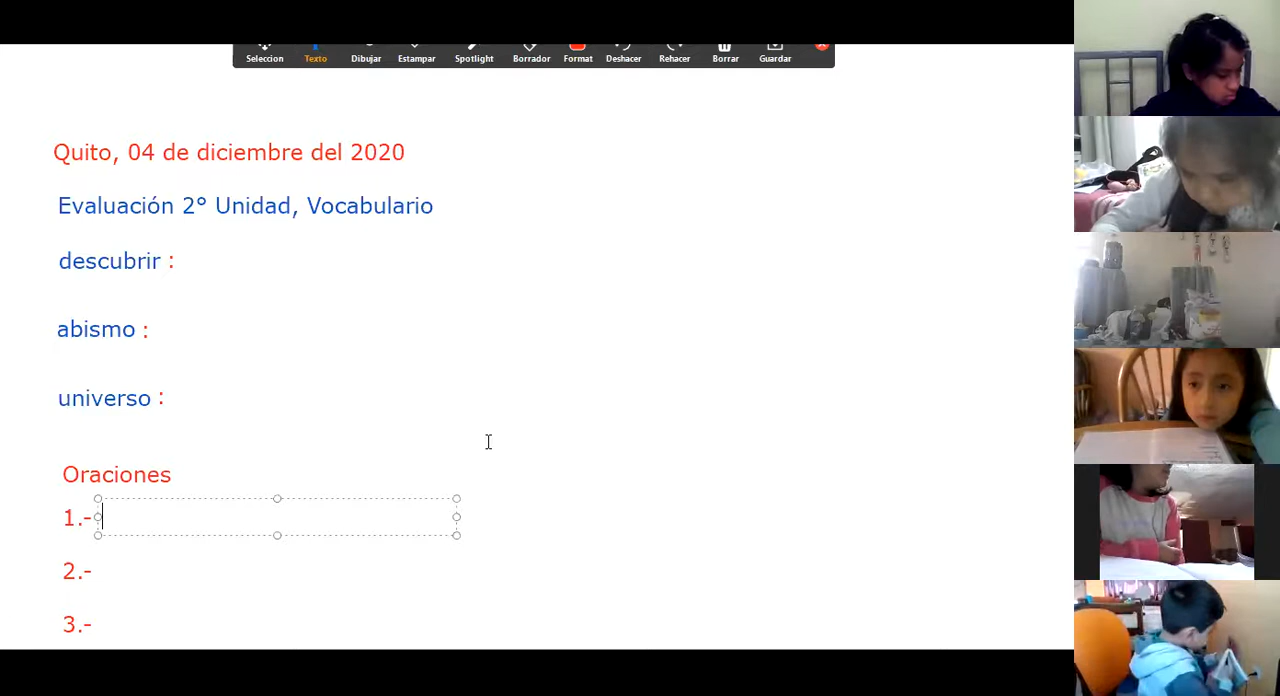 Seleccion Texto Dibujar Estampar Spotlight Borrador Format Deshacer Rehacer Borrar Guardar
Quito, 04 de diciembre del 2020
Evaluación 2° Unidad, Vocabulario
descubrir :
abismo :
universo :
Oraciones
1.-
2.-
3.-